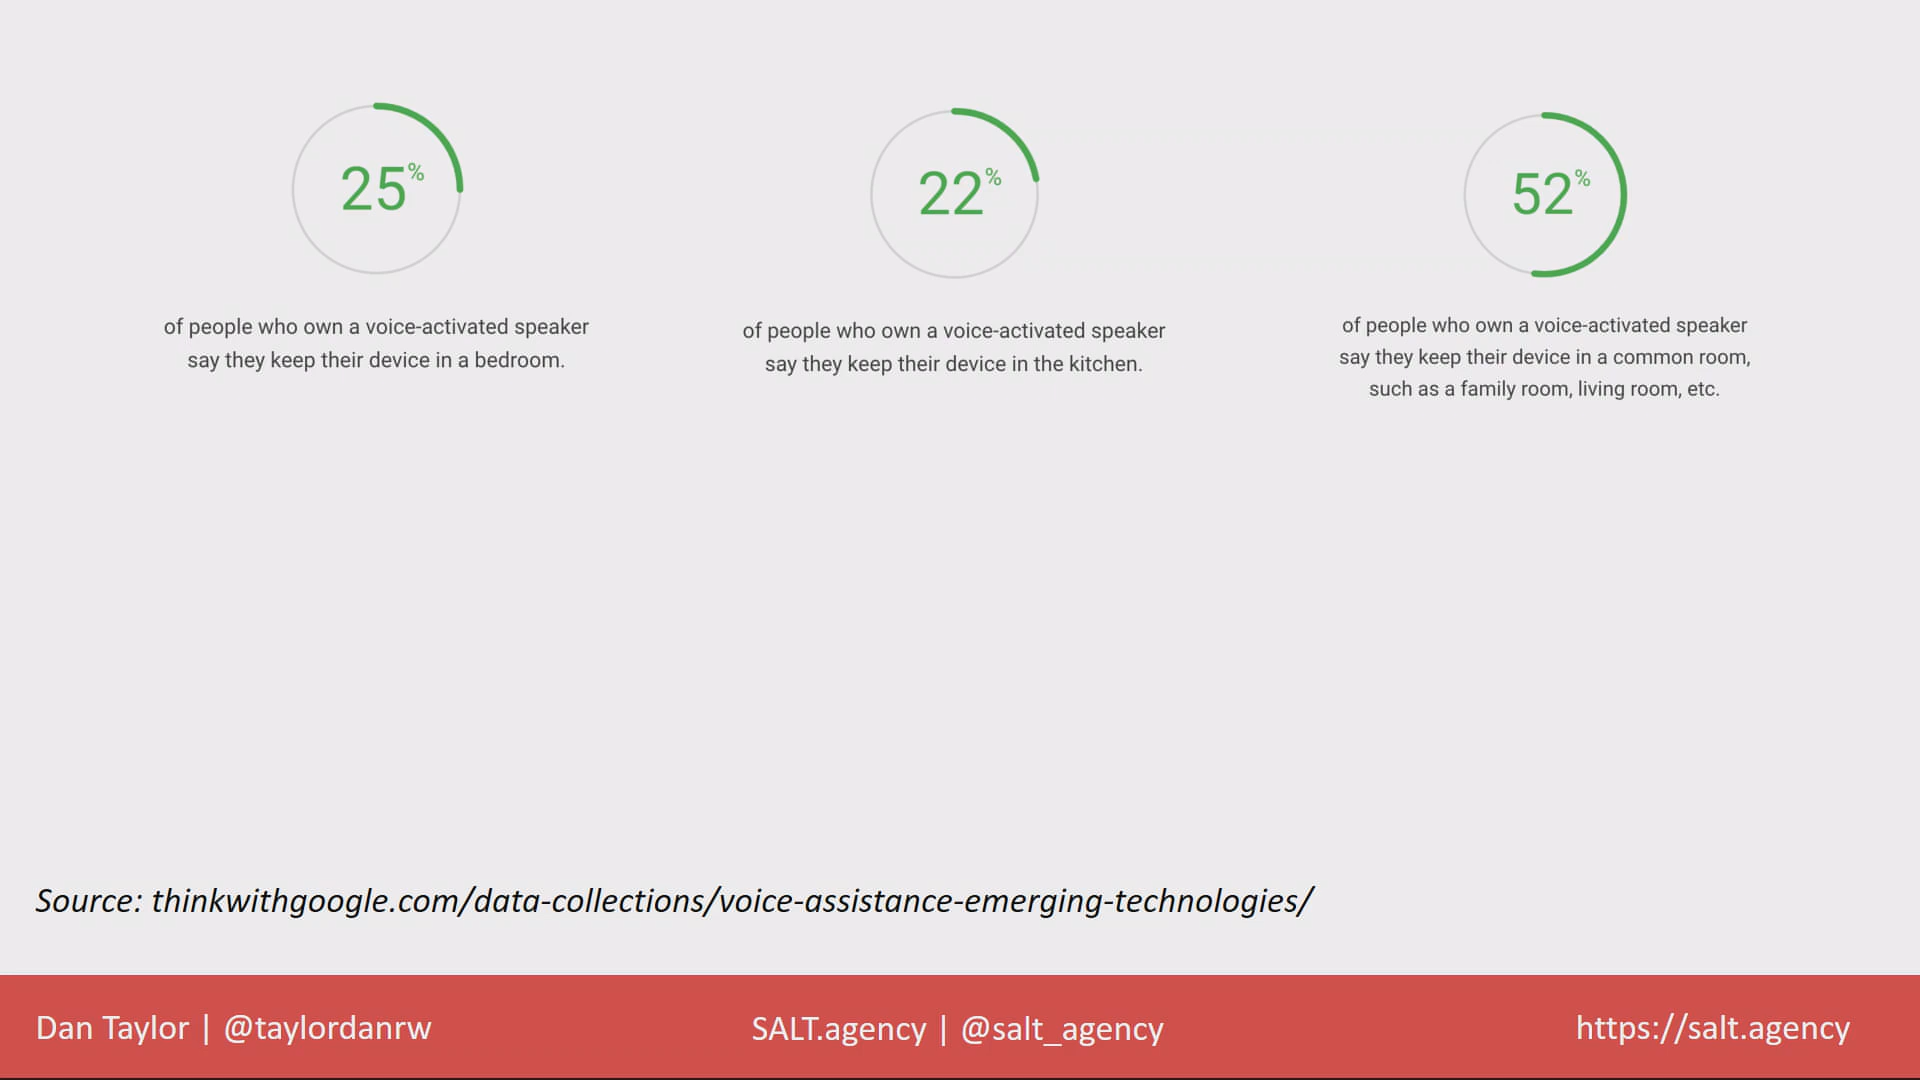 25%
of people who own a voice-activated speaker
say they keep their device in a bedroom.
22%
of people who own a voice-activated speaker
say they keep their device in the kitchen.
52%
of people who own a voice-activated speaker
say they keep their device in a common room,
such as a family room, living room, etc.
Source: thinkwithgoogle.com/data-collections/voice-assistance-emerging-technologies/
Dan Taylor | @taylordanrw
SALT.agency | @salt_agency
https://salt.agency